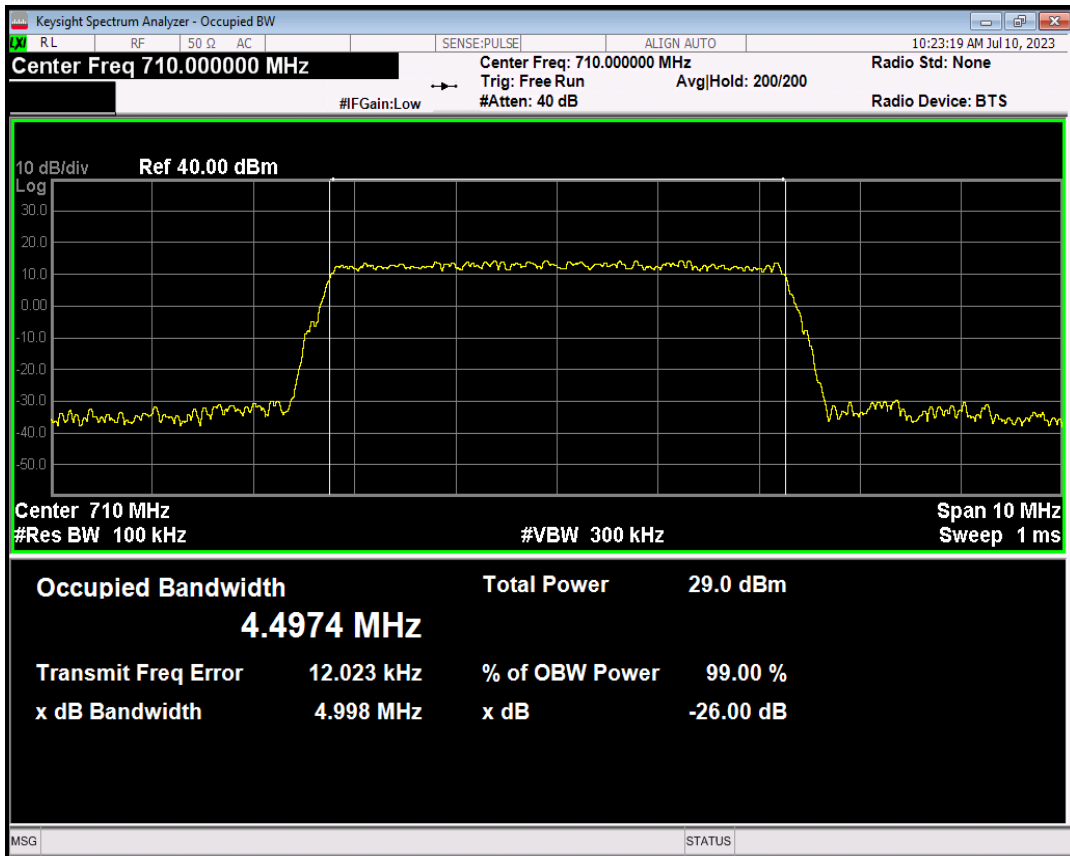 Keysight Spectrum Analyzer - Occupied BW
LXI RL RF 50 Ω AC SENSE:PULSE ALIGN AUTO 10:23:19 AM Jul 10, 2023
Center Freq 710.000000 MHz Center Freq: 710.000000 MHz Radio Std: None
Trig: Free Run Avg|Hold: 200/200
#IFGain:Low #Atten: 40 dB Radio Device: BTS
10 dB/div Ref 40.00 dBm
Log
30.0
20.0
10.0
0.00
-10.0
-20.0
-30.0
-40.0
-50.0
Center 710 MHz Span 10 MHz
#Res BW 100 kHz #VBW 300 kHz Sweep 1 ms
Occupied Bandwidth Total Power 29.0 dBm
4.4974 MHz
Transmit Freq Error 12.023 kHz % of OBW Power 99.00 %
x dB Bandwidth 4.998 MHz x dB -26.00 dB
MSG STATUS